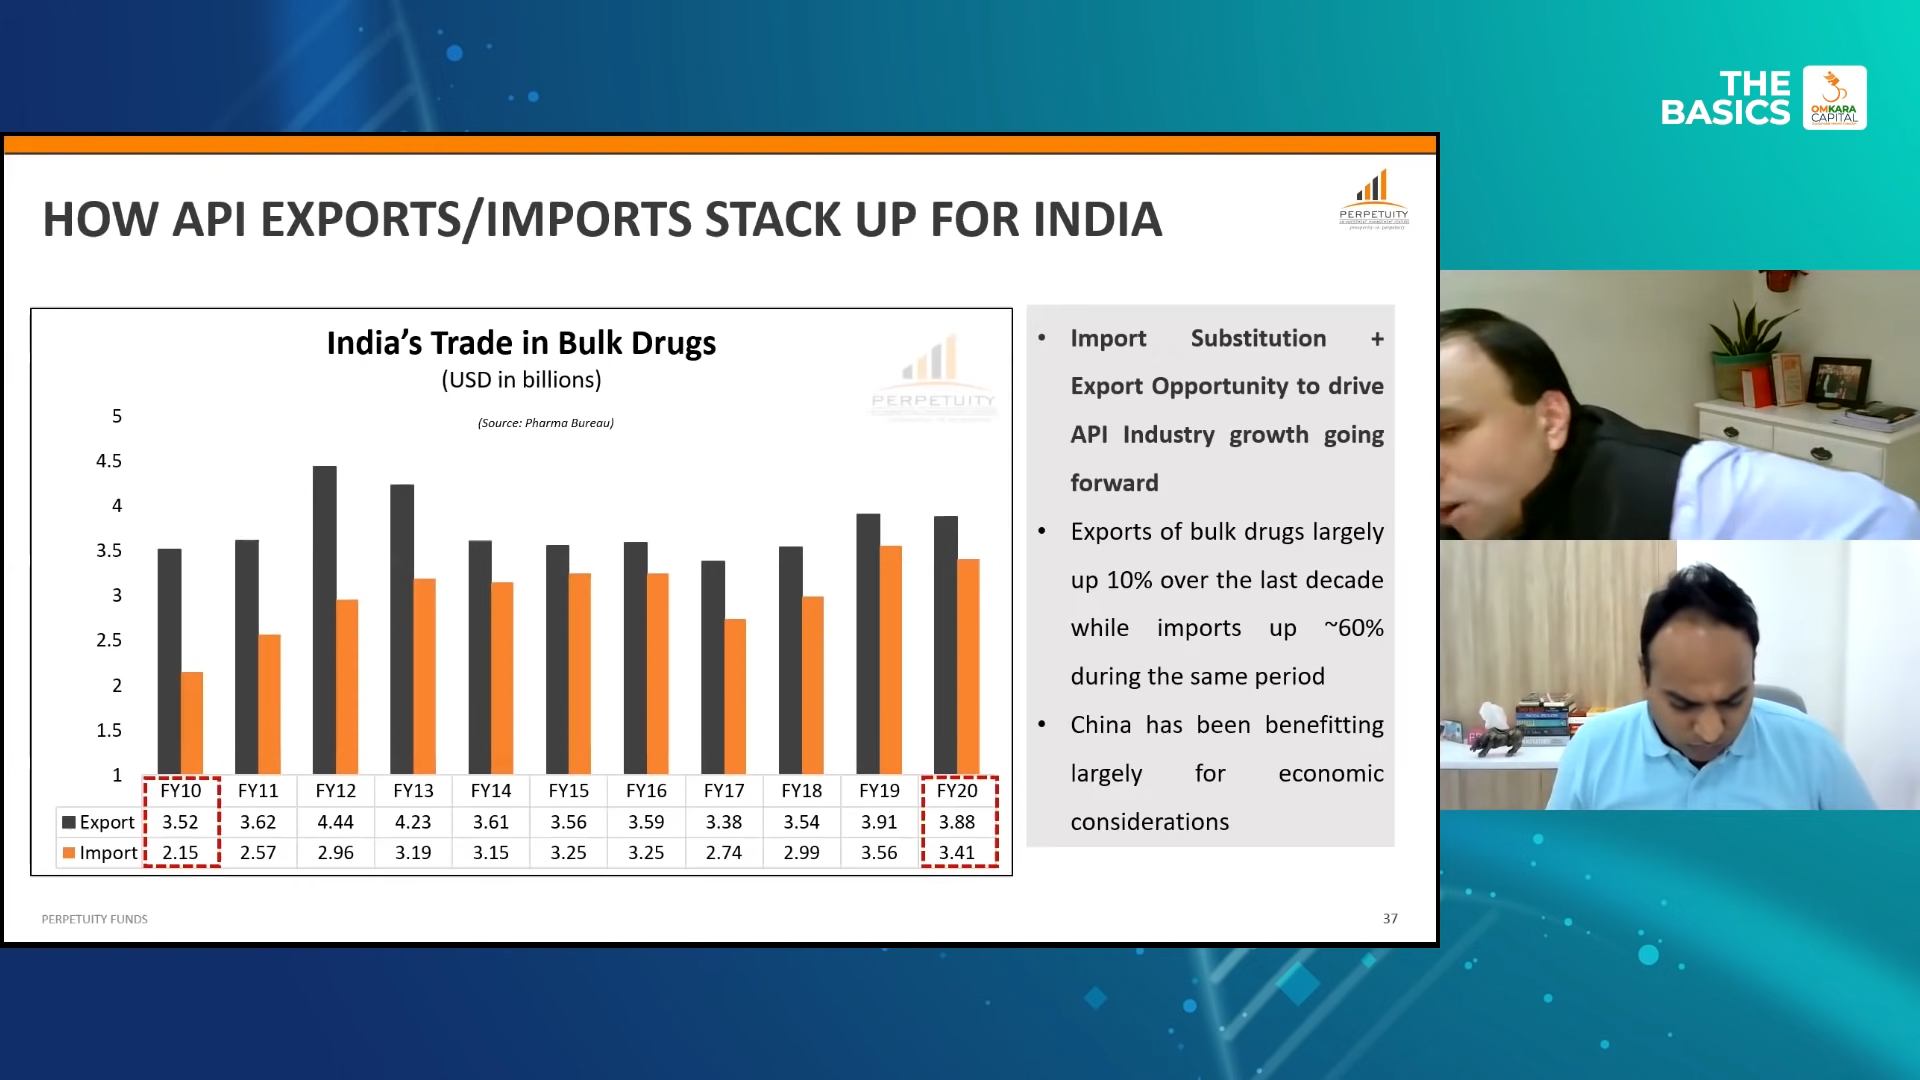 THE
BASICS
OMKARA
CAPITAL
HOW API EXPORTS/IMPORTS STACK UP FOR INDIA
PERPETUITY
prosperity in perpetuity
India’s Trade in Bulk Drugs
(USD in billions)
(Source: Pharma Bureau)
PERPETUITY
5
4.5
4
3.5
3
2.5
2
1.5
1
FY10 FY11 FY12 FY13 FY14 FY15 FY16 FY17 FY18 FY19 FY20
Export 3.52 3.62 4.44 4.23 3.61 3.56 3.59 3.38 3.54 3.91 3.88
Import 2.15 2.57 2.96 3.19 3.15 3.25 3.25 2.74 2.99 3.56 3.41
• Import Substitution +
Export Opportunity to drive
API Industry growth going
forward
• Exports of bulk drugs largely
up 10% over the last decade
while imports up ~60%
during the same period
• China has been benefitting
largely for economic
considerations
PERPETUITY FUNDS
37